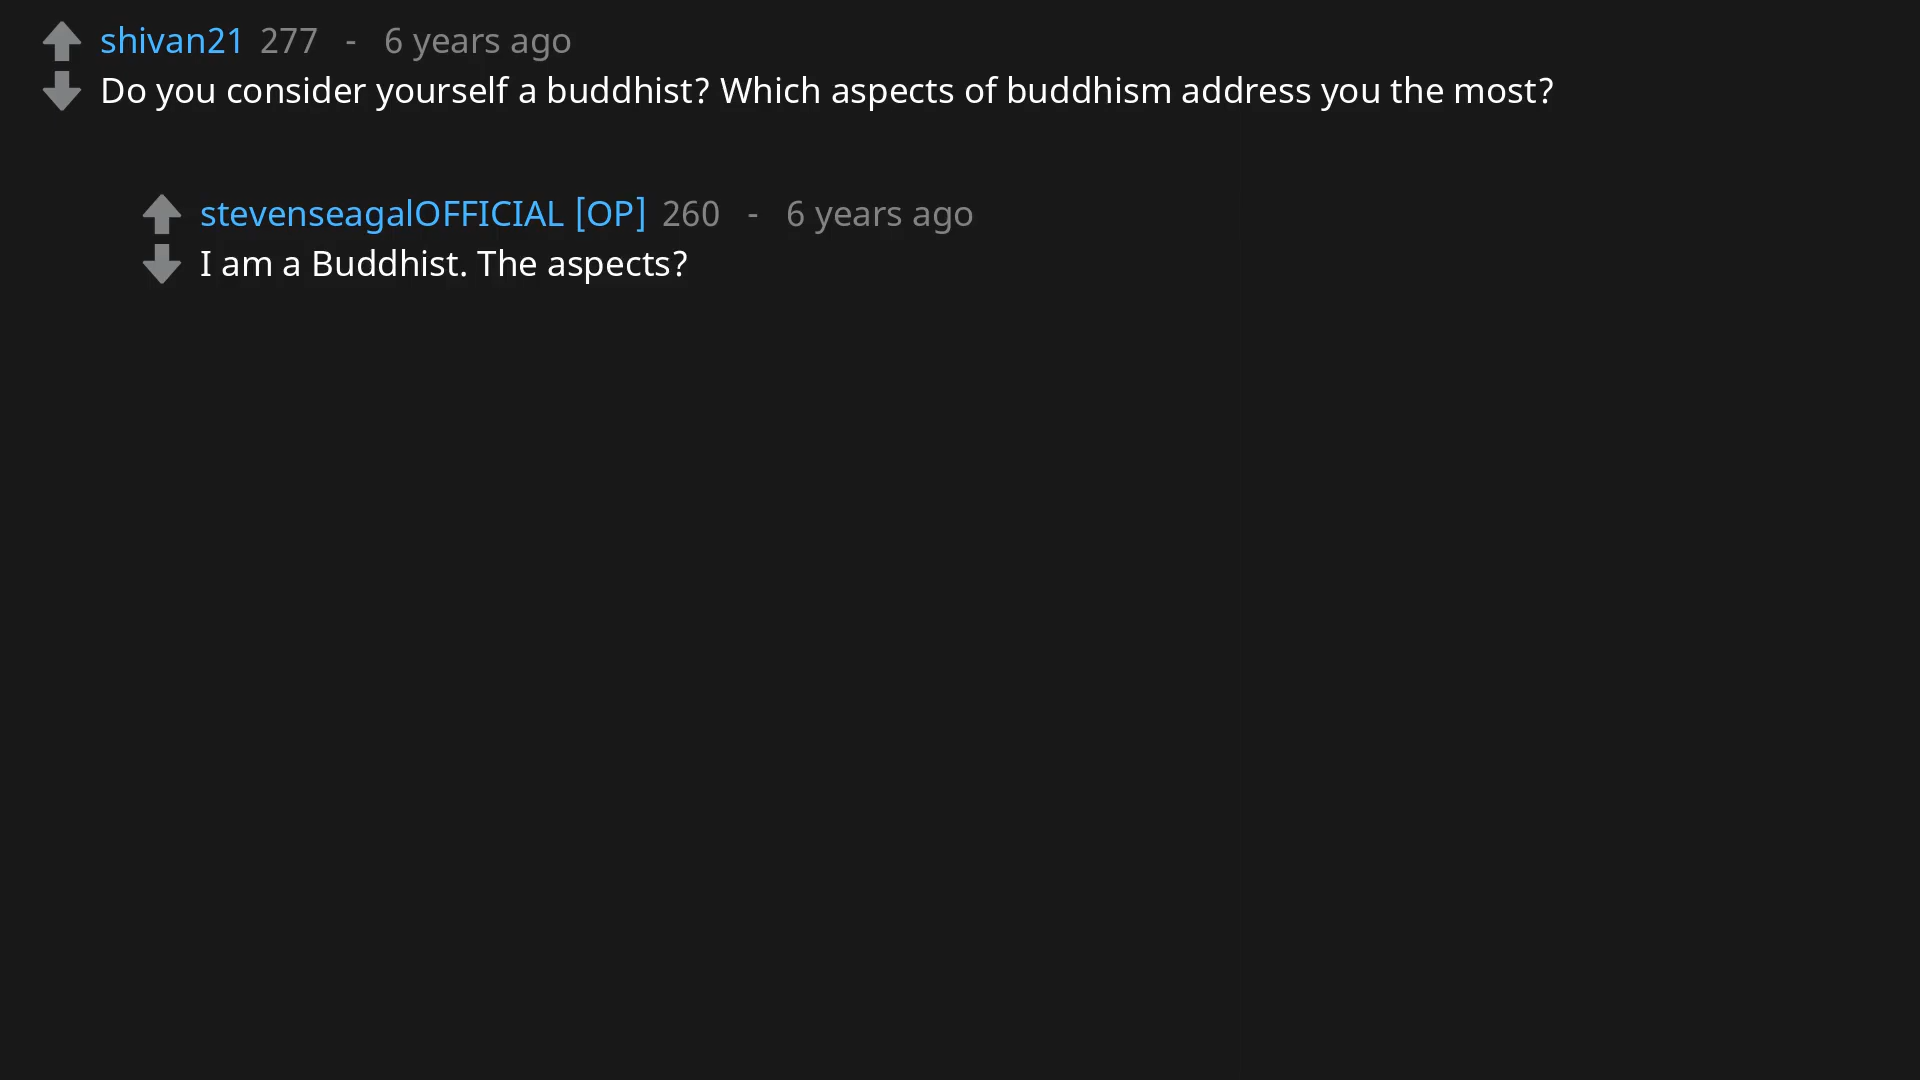 shivan21 277 - 6 years ago
Do you consider yourself a buddhist? Which aspects of buddhism address you the most?
stevenseagalOFFICIAL [OP] 260 - 6 years ago
I am a Buddhist. The aspects?